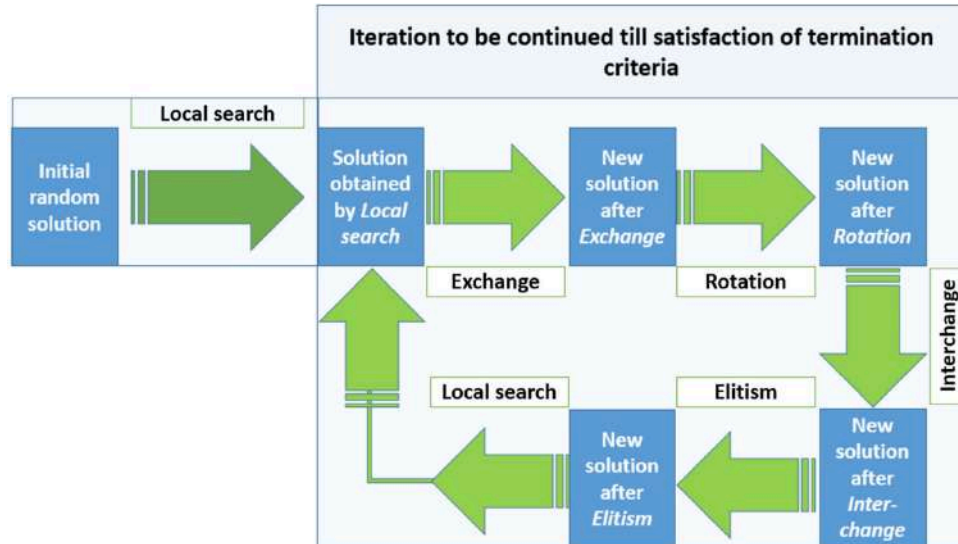 Iteration to be continued till satisfaction of termination
criteria
Local search
Initial
random
solution
Solution
obtained
by Local
search
New
solution
after
Exchange
New
solution
after
Rotation
Exchange
Rotation
Interchange
Local search
Elitism
New
solution
after
Elitism
New
solution
after
Inter-
change